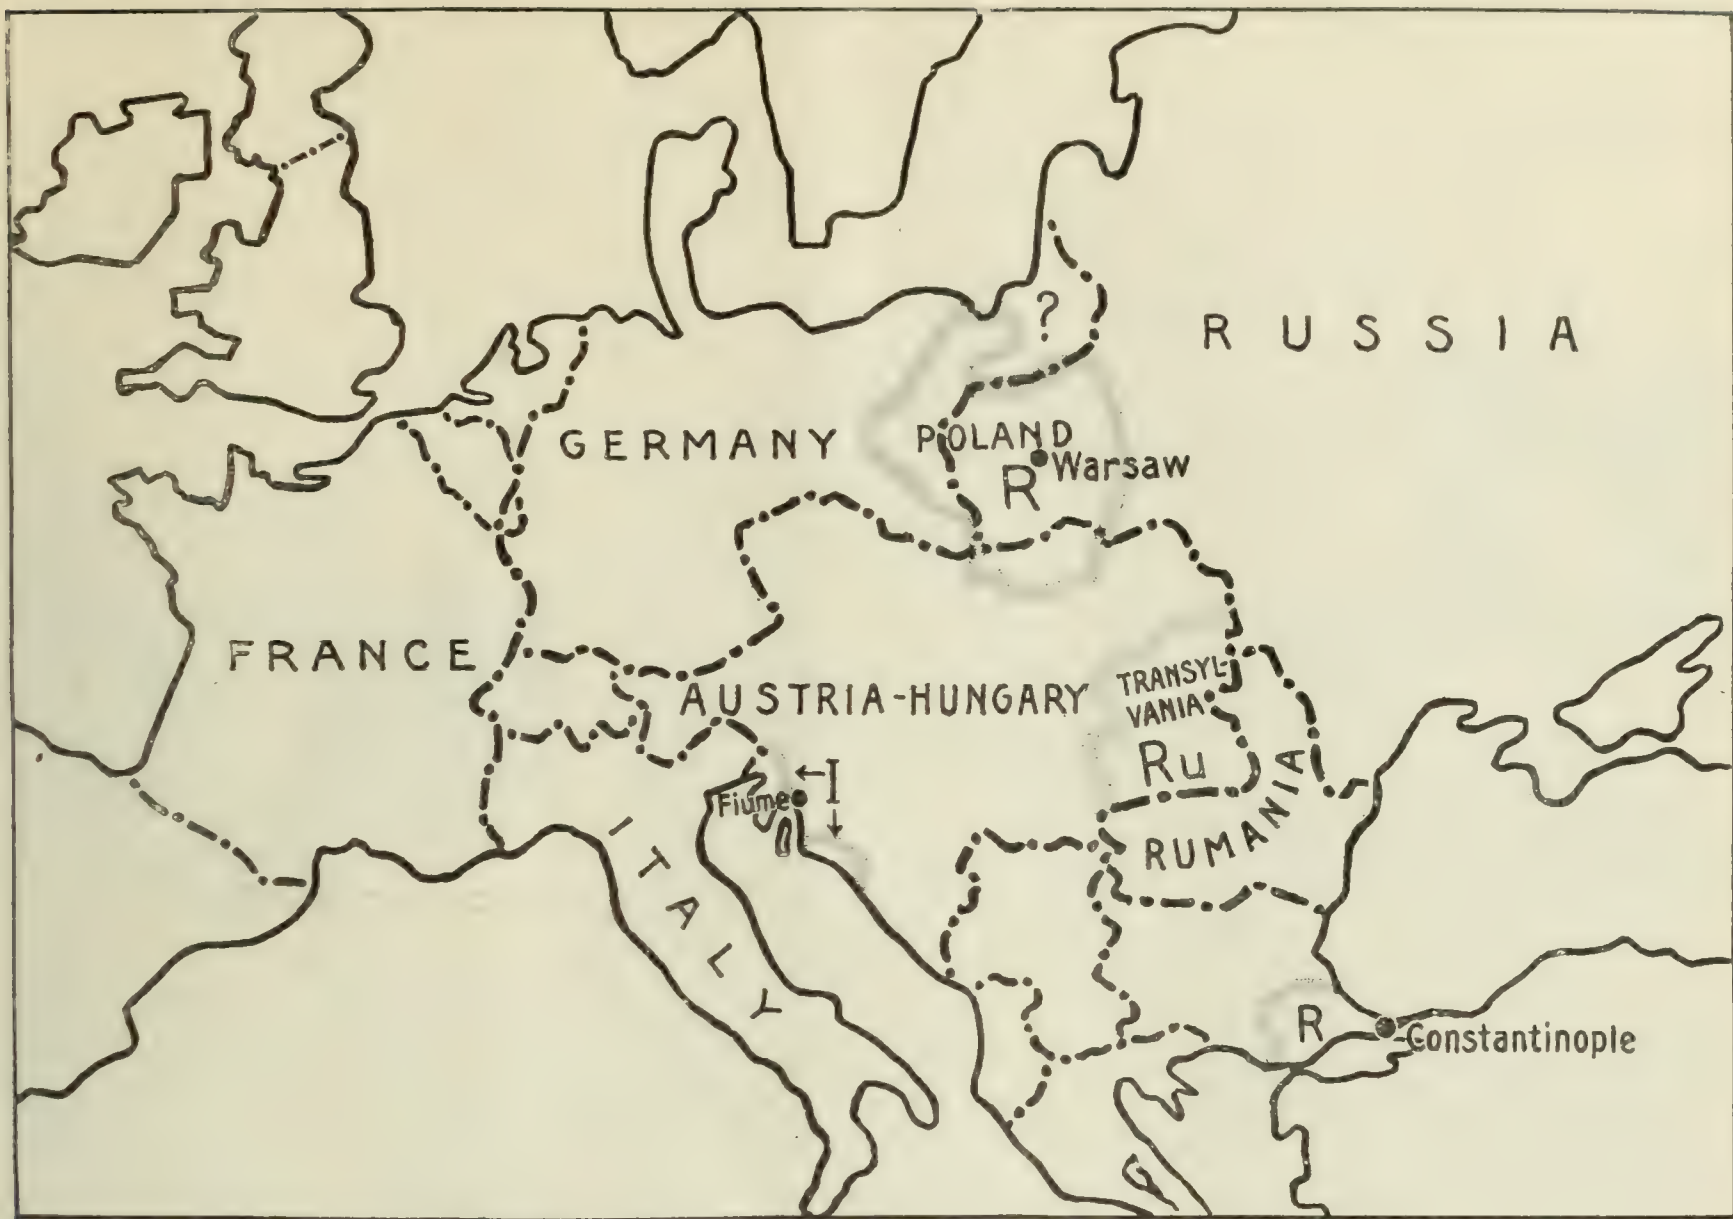 ?
RUSSIA
GERMANY
POLAND
Warsaw
R
FRANCE
AUSTRIA-HUNGARY
TRANSYL-
VANIA
Ru
I
Fiume
ITALY
RUMANIA
R
Constantinople